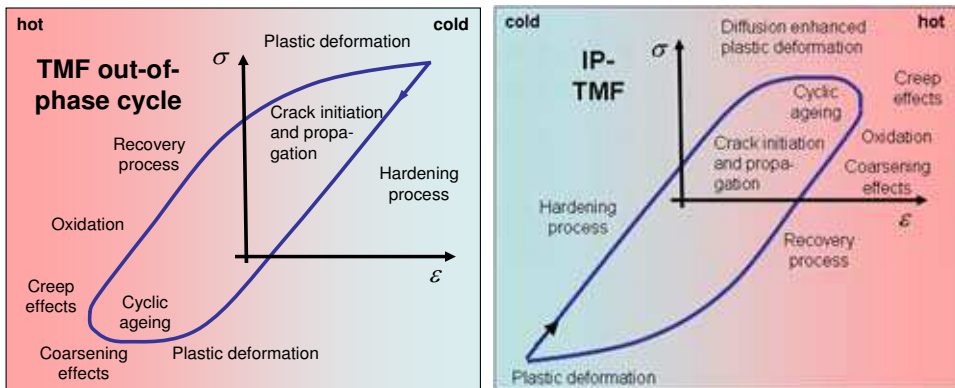 hot
cold
TMF out-of-
phase cycle
σ
Plastic deformation
Crack initiation
and propa-
gation
Recovery
process
Hardening
process
Oxidation
ε
Creep
effects
Cyclic
ageing
Coarsening
effects
Plastic deformation
cold
hot
IP-
TMF
σ
Diffusion enhanced
plastic deformation
Cyclic
ageing
Creep
effects
Crack initiation
and propa-
gation
Oxidation
Coarsening
effects
Hardening
process
ε
Recovery
process
Plastic deformation